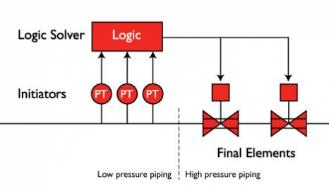 Logic Solver
Logic
Initiators
PT PT PT
Final Elements
Low pressure piping
High pressure piping